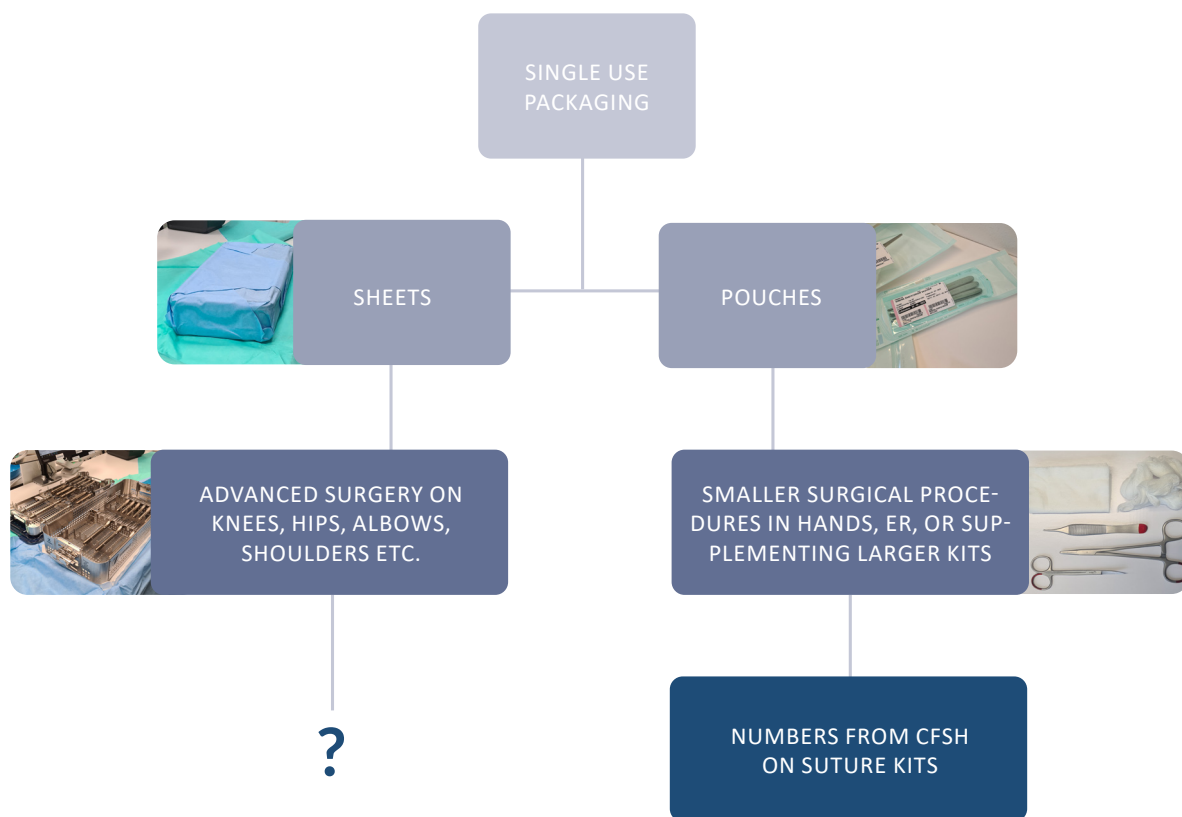 SINGLE USE
PACKAGING
SHEETS
POUCHES
ADVANCED SURGERY ON
KNEES, HIPS, ALBOWS,
SHOULDERS ETC.
SMALLER SURGICAL PROCE-
DURES IN HANDS, ER, OR SUP-
PLEMENTING LARGER KITS
?
NUMBERS FROM CFSH
ON SUTURE KITS